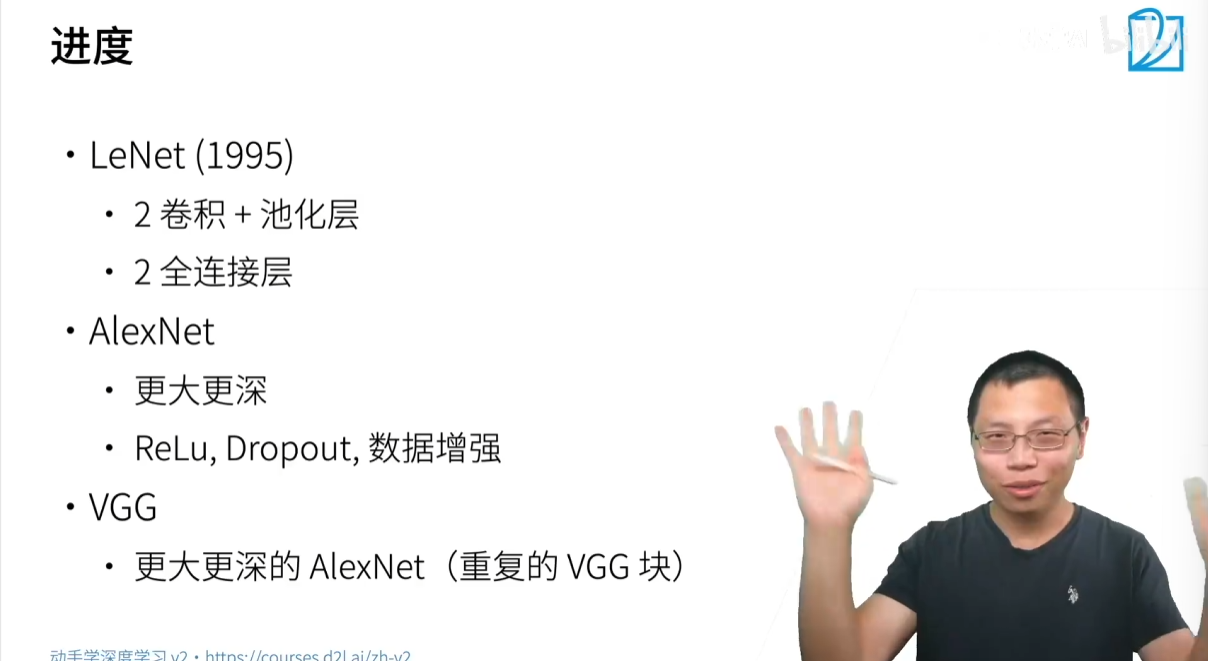 进度
• LeNet (1995)
• 2 卷积 + 池化层
• 2 全连接层
• AlexNet
• 更大更深
• ReLu, Dropout, 数据增强
• VGG
• 更大更深的 AlexNet（重复的 VGG 块）
动手学深度学习 v2 • https://courses.d2l.ai/zh-v2